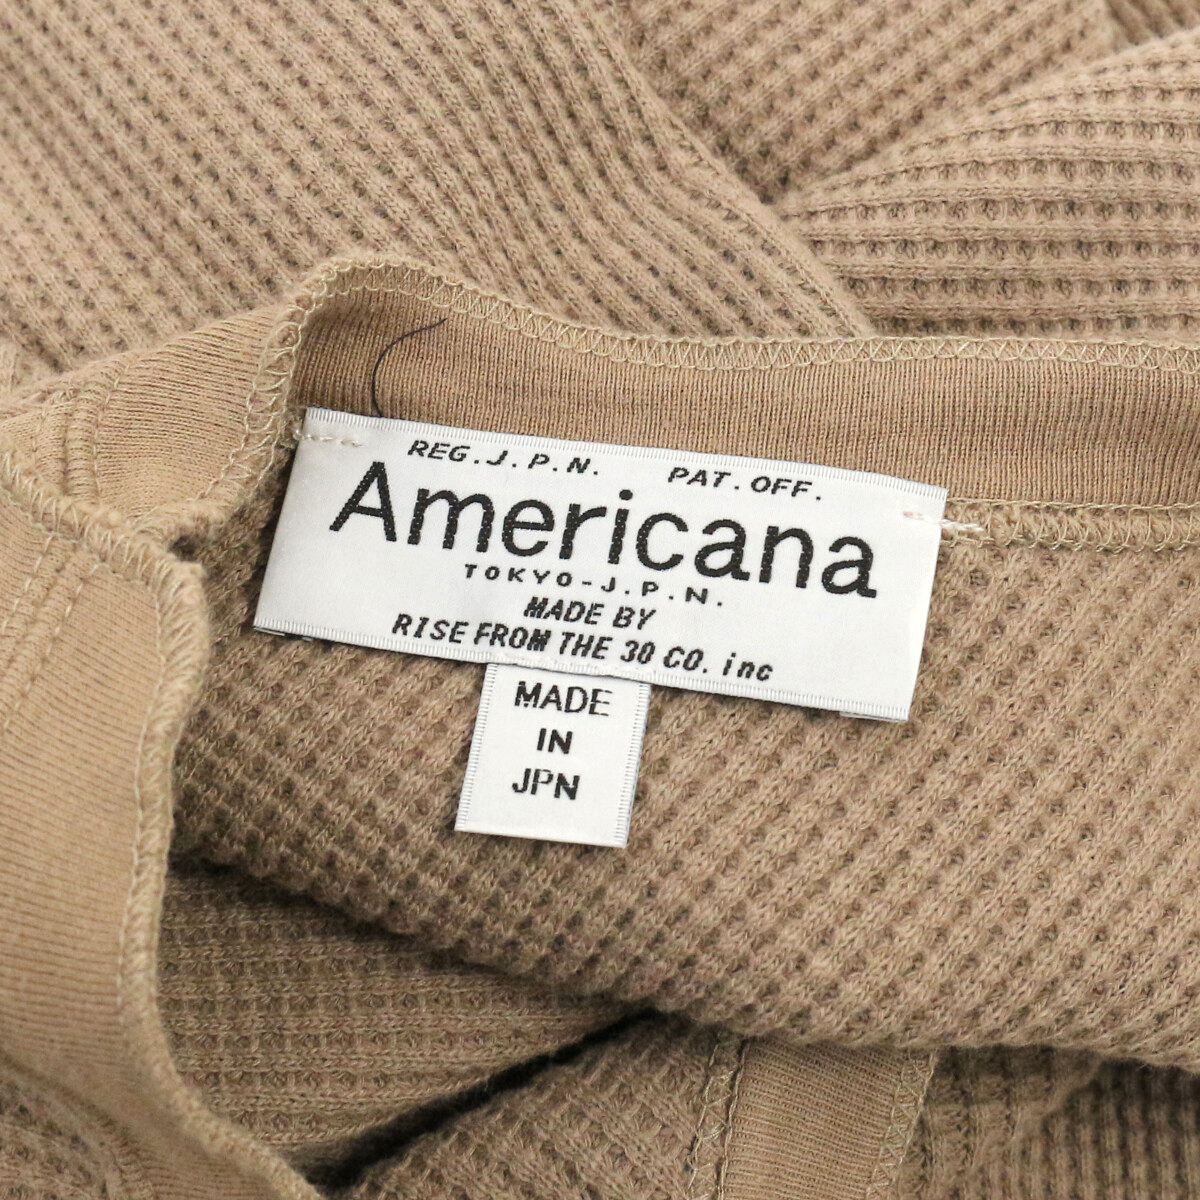 REG.J.P.N. PAT.OFF.
Americana
TOKYO-J.P.N.
MADE BY
RISE FROM THE 30 CO. inc
MADE
IN
JPN